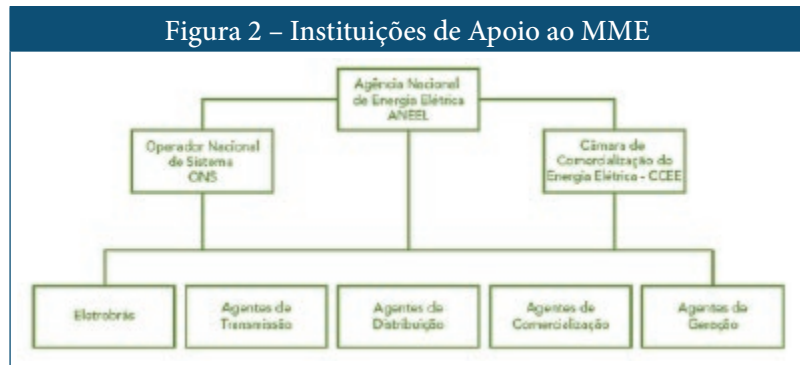 Figura 2 – Instituições de Apoio ao MME
Agência Nacional
de Energia Elétrica
ANEEL
Operador Nacional
de Sistema
ONS
Câmara de
Comercialização de
Energia Elétrica - CCEE
Eletrobrás
Agentes de
Transmissão
Agentes de
Distribuição
Agentes de
Comercialização
Agentes de
Geração